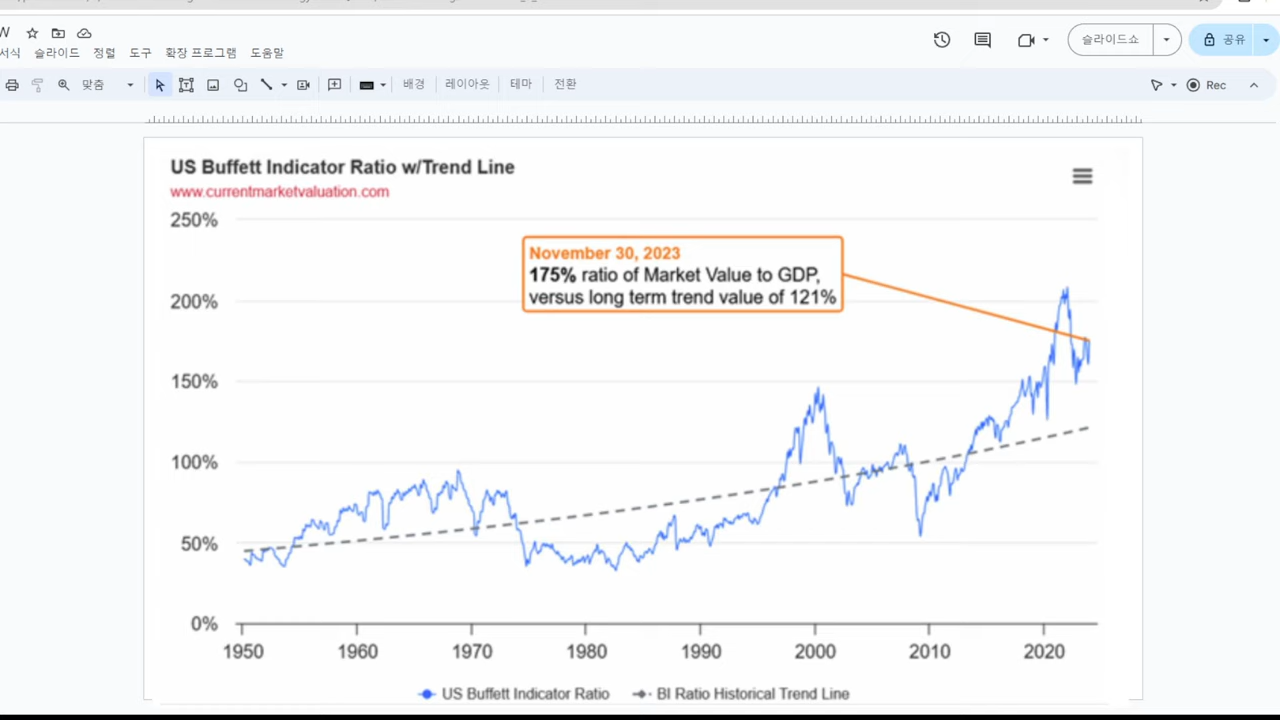 W
서식 슬라이드 정렬 도구 확장 프로그램 도움말
슬라이드쇼
공유
맞춤
배경 레이아웃 테마 전환
Rec
US Buffett Indicator Ratio w/Trend Line
www.currentmarketvaluation.com
250%
200%
150%
100%
50%
0%
November 30, 2023
175% ratio of Market Value to GDP,
versus long term trend value of 121%
1950 1960 1970 1980 1990 2000 2010 2020
US Buffett Indicator Ratio BI Ratio Historical Trend Line